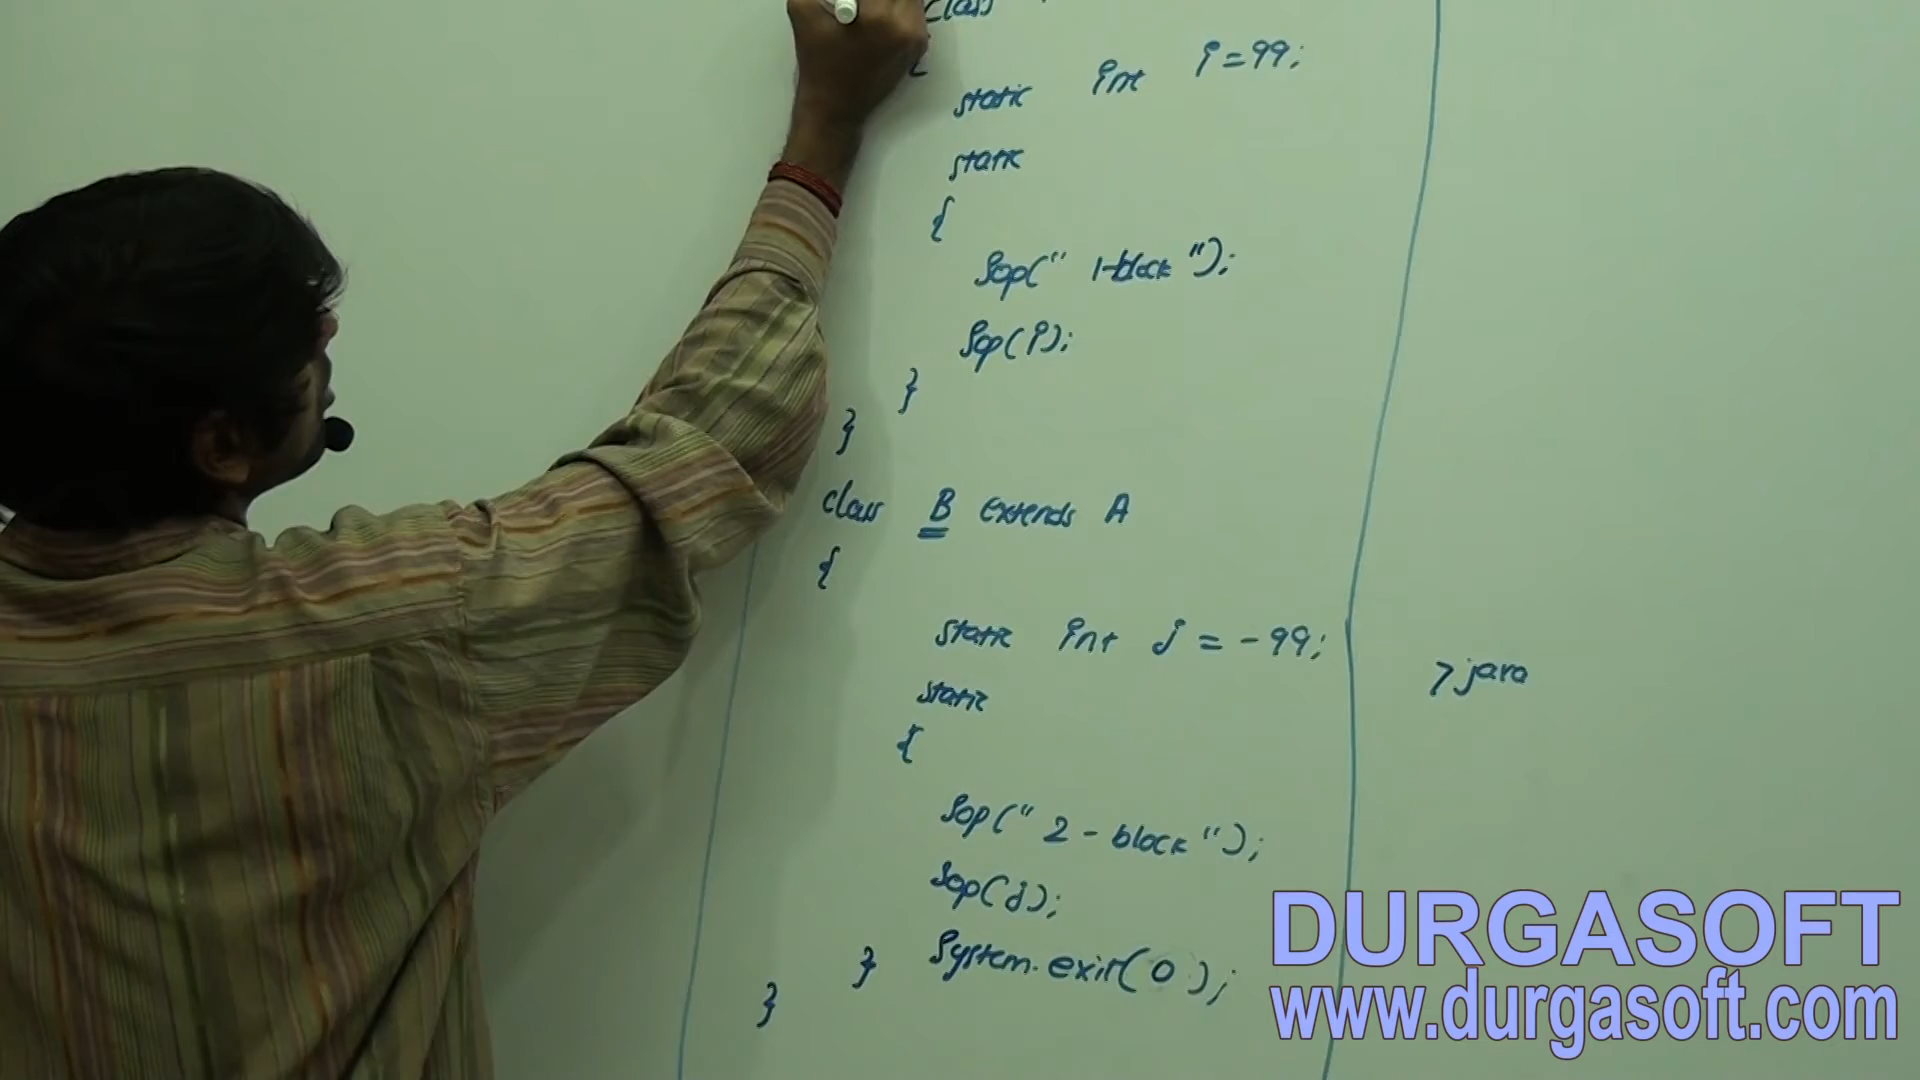 class
{
static int i=99;
static
{
Sop(" 1-block ");
Sop(i);
}
}
class B extends A
{
static int j = -99;
static
{
Sop(" 2 - block ");
Sop(j);
System.exit( 0 );
}
}
>java
DURGASOFT
www.durgasoft.com